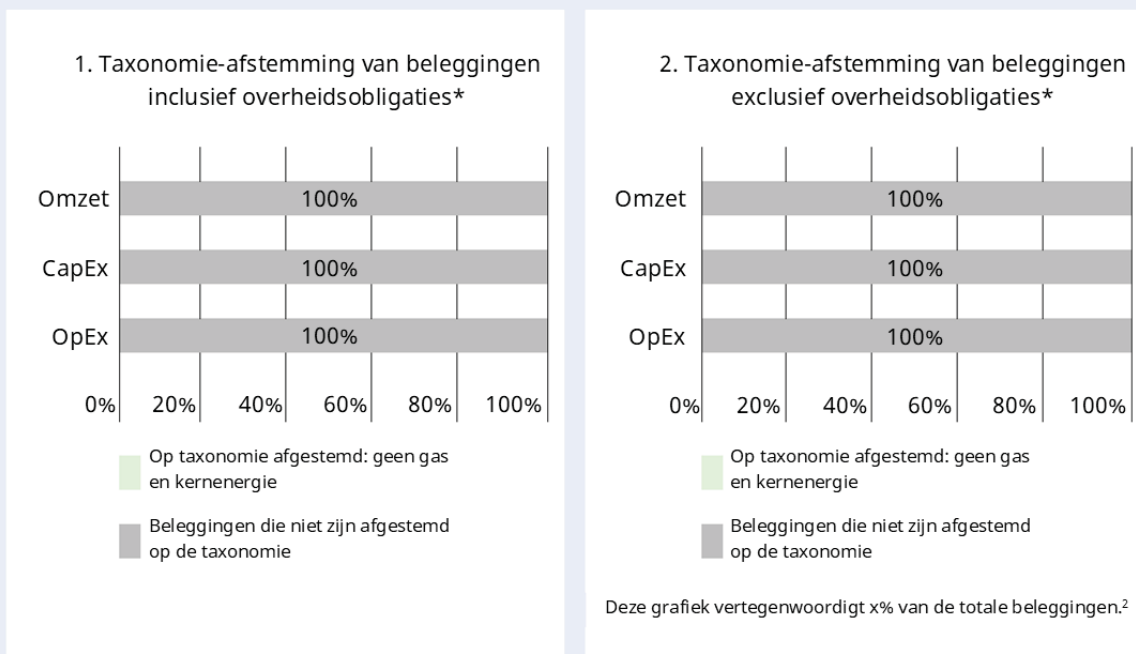 1. Taxonomie-afstemming van beleggingen
inclusief overheidsobligaties*
Omzet
100%
CapEx
100%
OpEx
100%
0%
20%
40%
60%
80%
100%
Op taxonomie afgestemd: geen gas
en kernenergie
Beleggingen die niet zijn afgestemd
op de taxonomie
2. Taxonomie-afstemming van beleggingen
exclusief overheidsobligaties*
Omzet
100%
CapEx
100%
OpEx
100%
0%
20%
40%
60%
80%
100%
Op taxonomie afgestemd: geen gas
en kernenergie
Beleggingen die niet zijn afgestemd
op de taxonomie
Deze grafiek vertegenwoordigt x% van de totale beleggingen.²